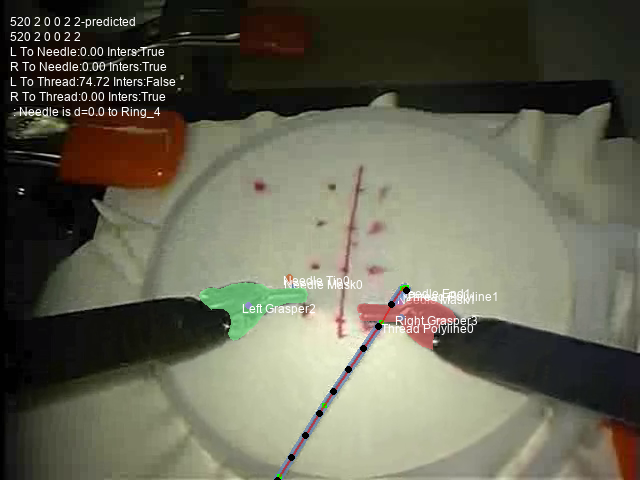 520 2 0 0 2 2-predicted
520 2 0 0 2 2
L To Needle:0.00 Inters:True
R To Needle:0.00 Inters:True
L To Thread:74.72 Inters:False
R To Thread:0.00 Inters:True
: Needle is d=0.0 to Ring_4
Needle Tip0
Needle Mask0
Needle End1
Left Grasper2
Right Grasper3
Thread Polyline0